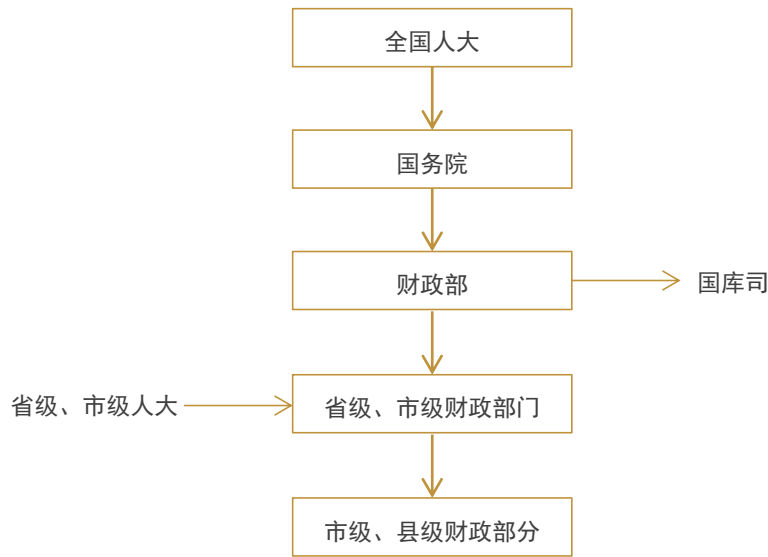 全国人大
国务院
财政部
国库司
省级、市级人大
省级、市级财政部门
市级、县级财政部分